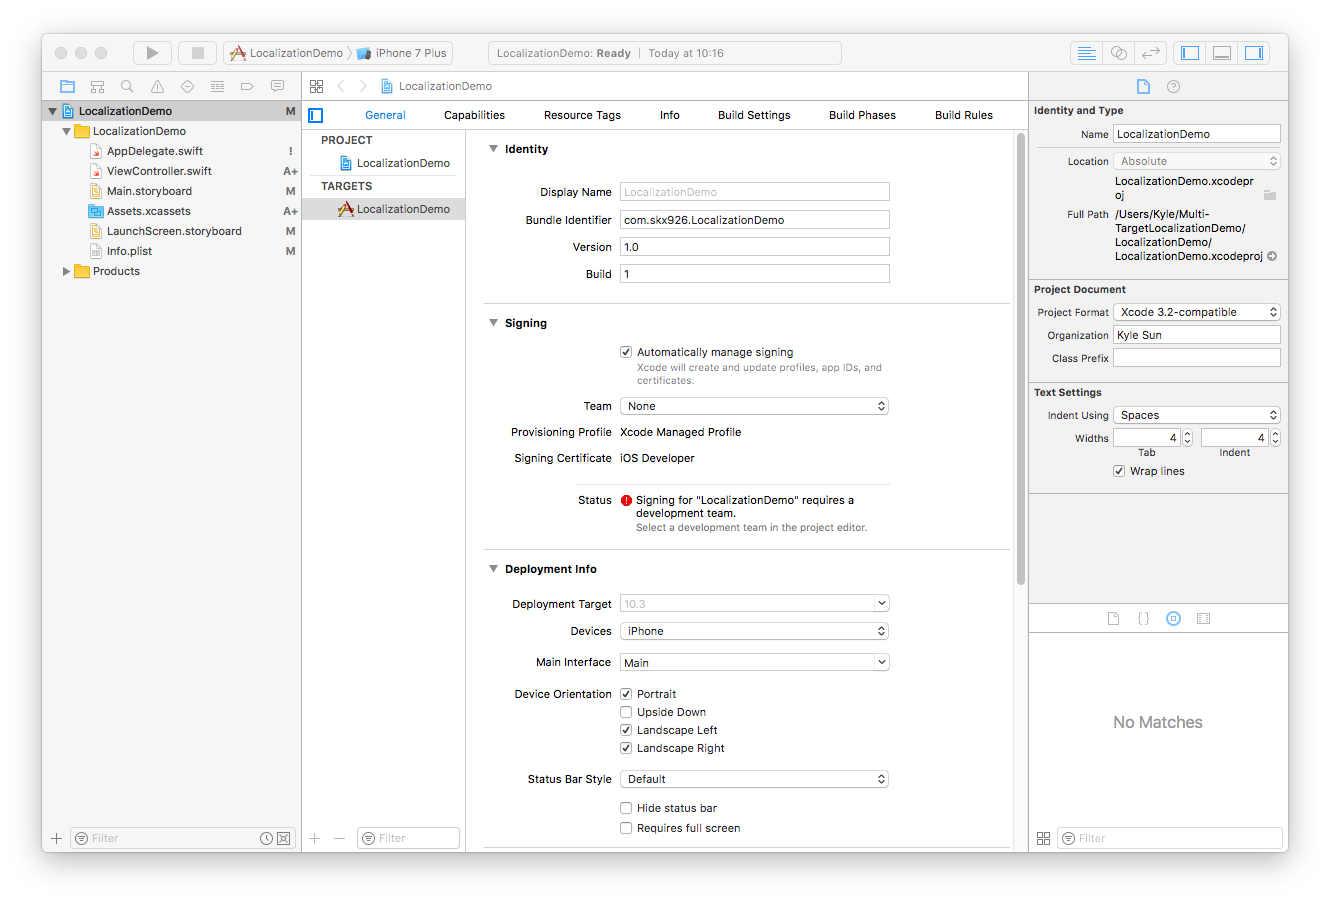 LocalizationDemo
iPhone 7 Plus
LocalizationDemo: Ready
Today at 10:16
LocalizationDemo M
LocalizationDemo
AppDelegate.swift !
ViewController.swift A+
Main.storyboard M
Assets.xcassets A+
LaunchScreen.storyboard M
Info.plist M
Products
Filter
LocalizationDemo
General Capabilities Resource Tags Info Build Settings Build Phases Build Rules
PROJECT
LocalizationDemo
TARGETS
LocalizationDemo
Filter
Identity
Display Name LocalizationDemo
Bundle Identifier com.skx926.LocalizationDemo
Version 1.0
Build 1
Signing
Automatically manage signing
Xcode will create and update profiles, app IDs, and
certificates.
Team None
Provisioning Profile Xcode Managed Profile
Signing Certificate iOS Developer
Status Signing for "LocalizationDemo" requires a
development team.
Select a development team in the project editor.
Deployment Info
Deployment Target 10.3
Devices iPhone
Main Interface Main
Device Orientation Portrait
Upside Down
Landscape Left
Landscape Right
Status Bar Style Default
Hide status bar
Requires full screen
Identity and Type
Name LocalizationDemo
Location Absolute
LocalizationDemo.xcodepr
oj
Full Path /Users/Kyle/Multi-
TargetLocalizationDemo/
LocalizationDemo/
LocalizationDemo.xcodeproj
Project Document
Project Format Xcode 3.2-compatible
Organization Kyle Sun
Class Prefix
Text Settings
Indent Using Spaces
Widths 4 4
Tab Indent
Wrap lines
{ }
No Matches
Filter